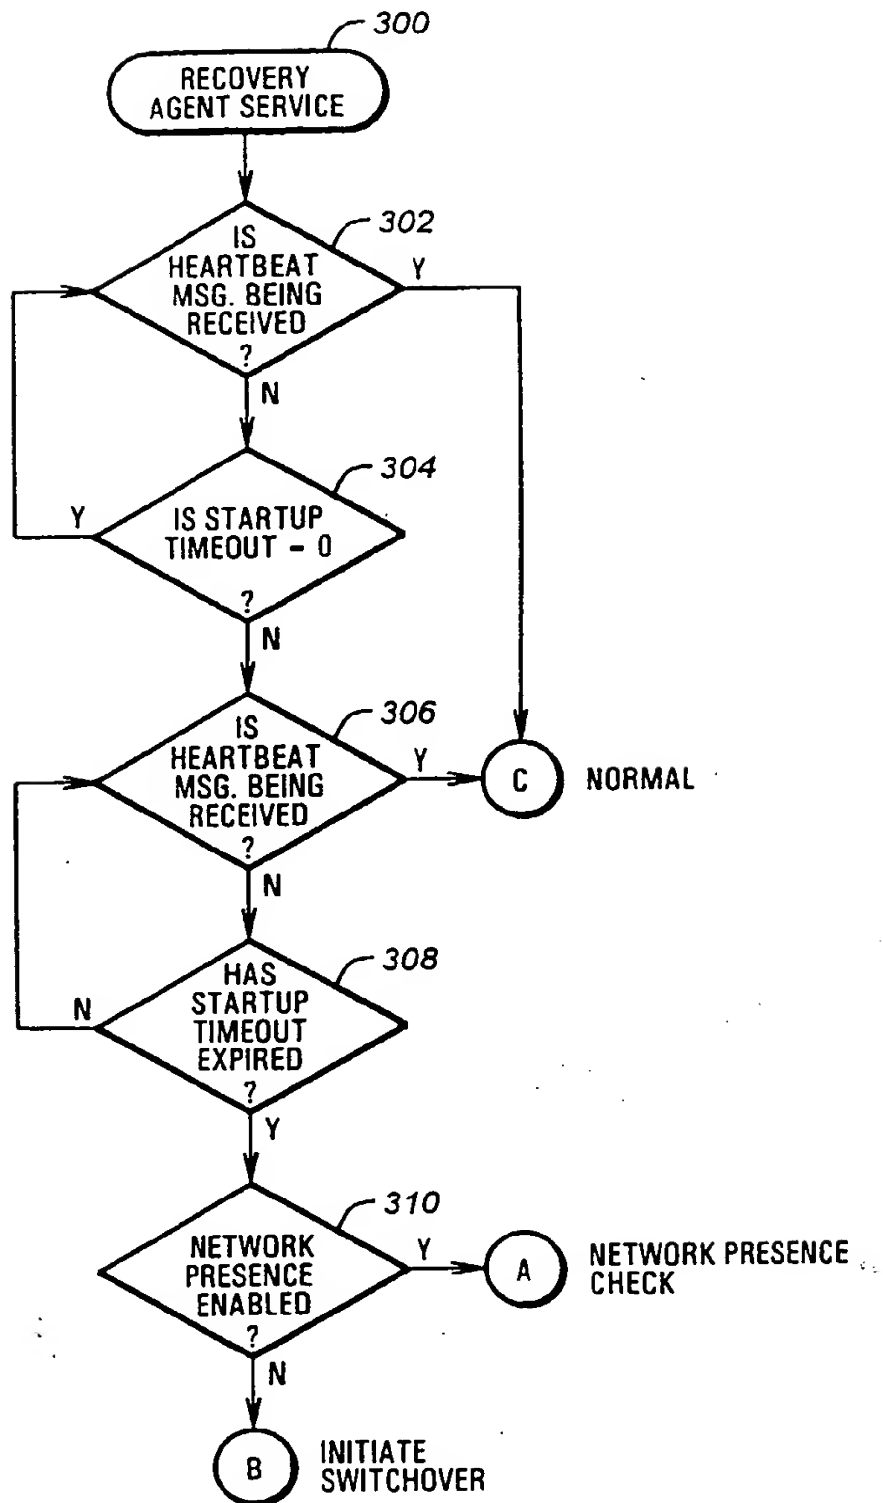 300
RECOVERY
AGENT SERVICE
302
IS
HEARTBEAT
MSG. BEING
RECEIVED
?
Y
N
304
IS STARTUP
TIMEOUT - 0
?
Y
N
306
IS
HEARTBEAT
MSG. BEING
RECEIVED
?
Y
C
NORMAL
N
308
HAS
STARTUP
TIMEOUT
EXPIRED
?
N
Y
310
NETWORK
PRESENCE
ENABLED
?
Y
A
NETWORK PRESENCE
CHECK
N
B
INITIATE
SWITCHOVER